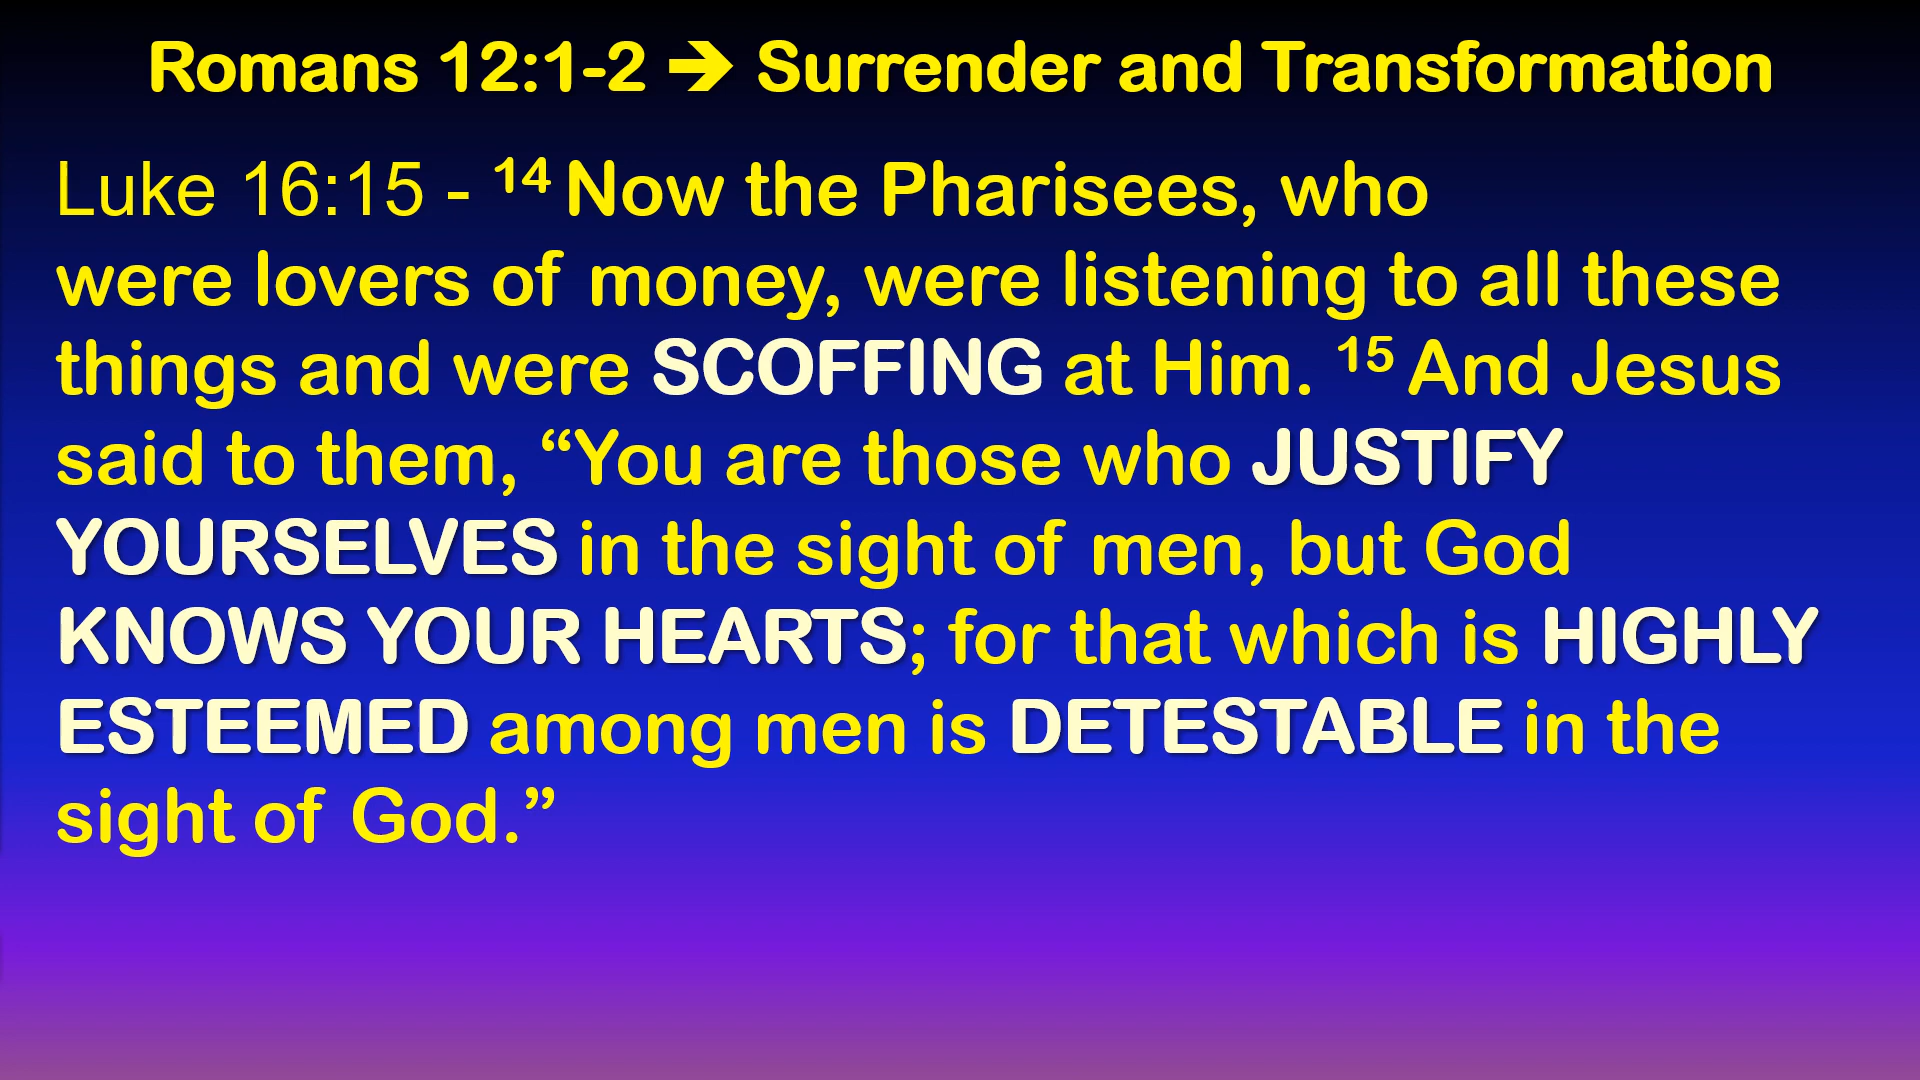 Romans 12:1-2 ➔ Surrender and Transformation
Luke 16:15 - 14 Now the Pharisees, who
were lovers of money, were listening to all these
things and were SCOFFING at Him. 15 And Jesus
said to them, “You are those who JUSTIFY
YOURSELVES in the sight of men, but God
KNOWS YOUR HEARTS; for that which is HIGHLY
ESTEEMED among men is DETESTABLE in the
sight of God.”